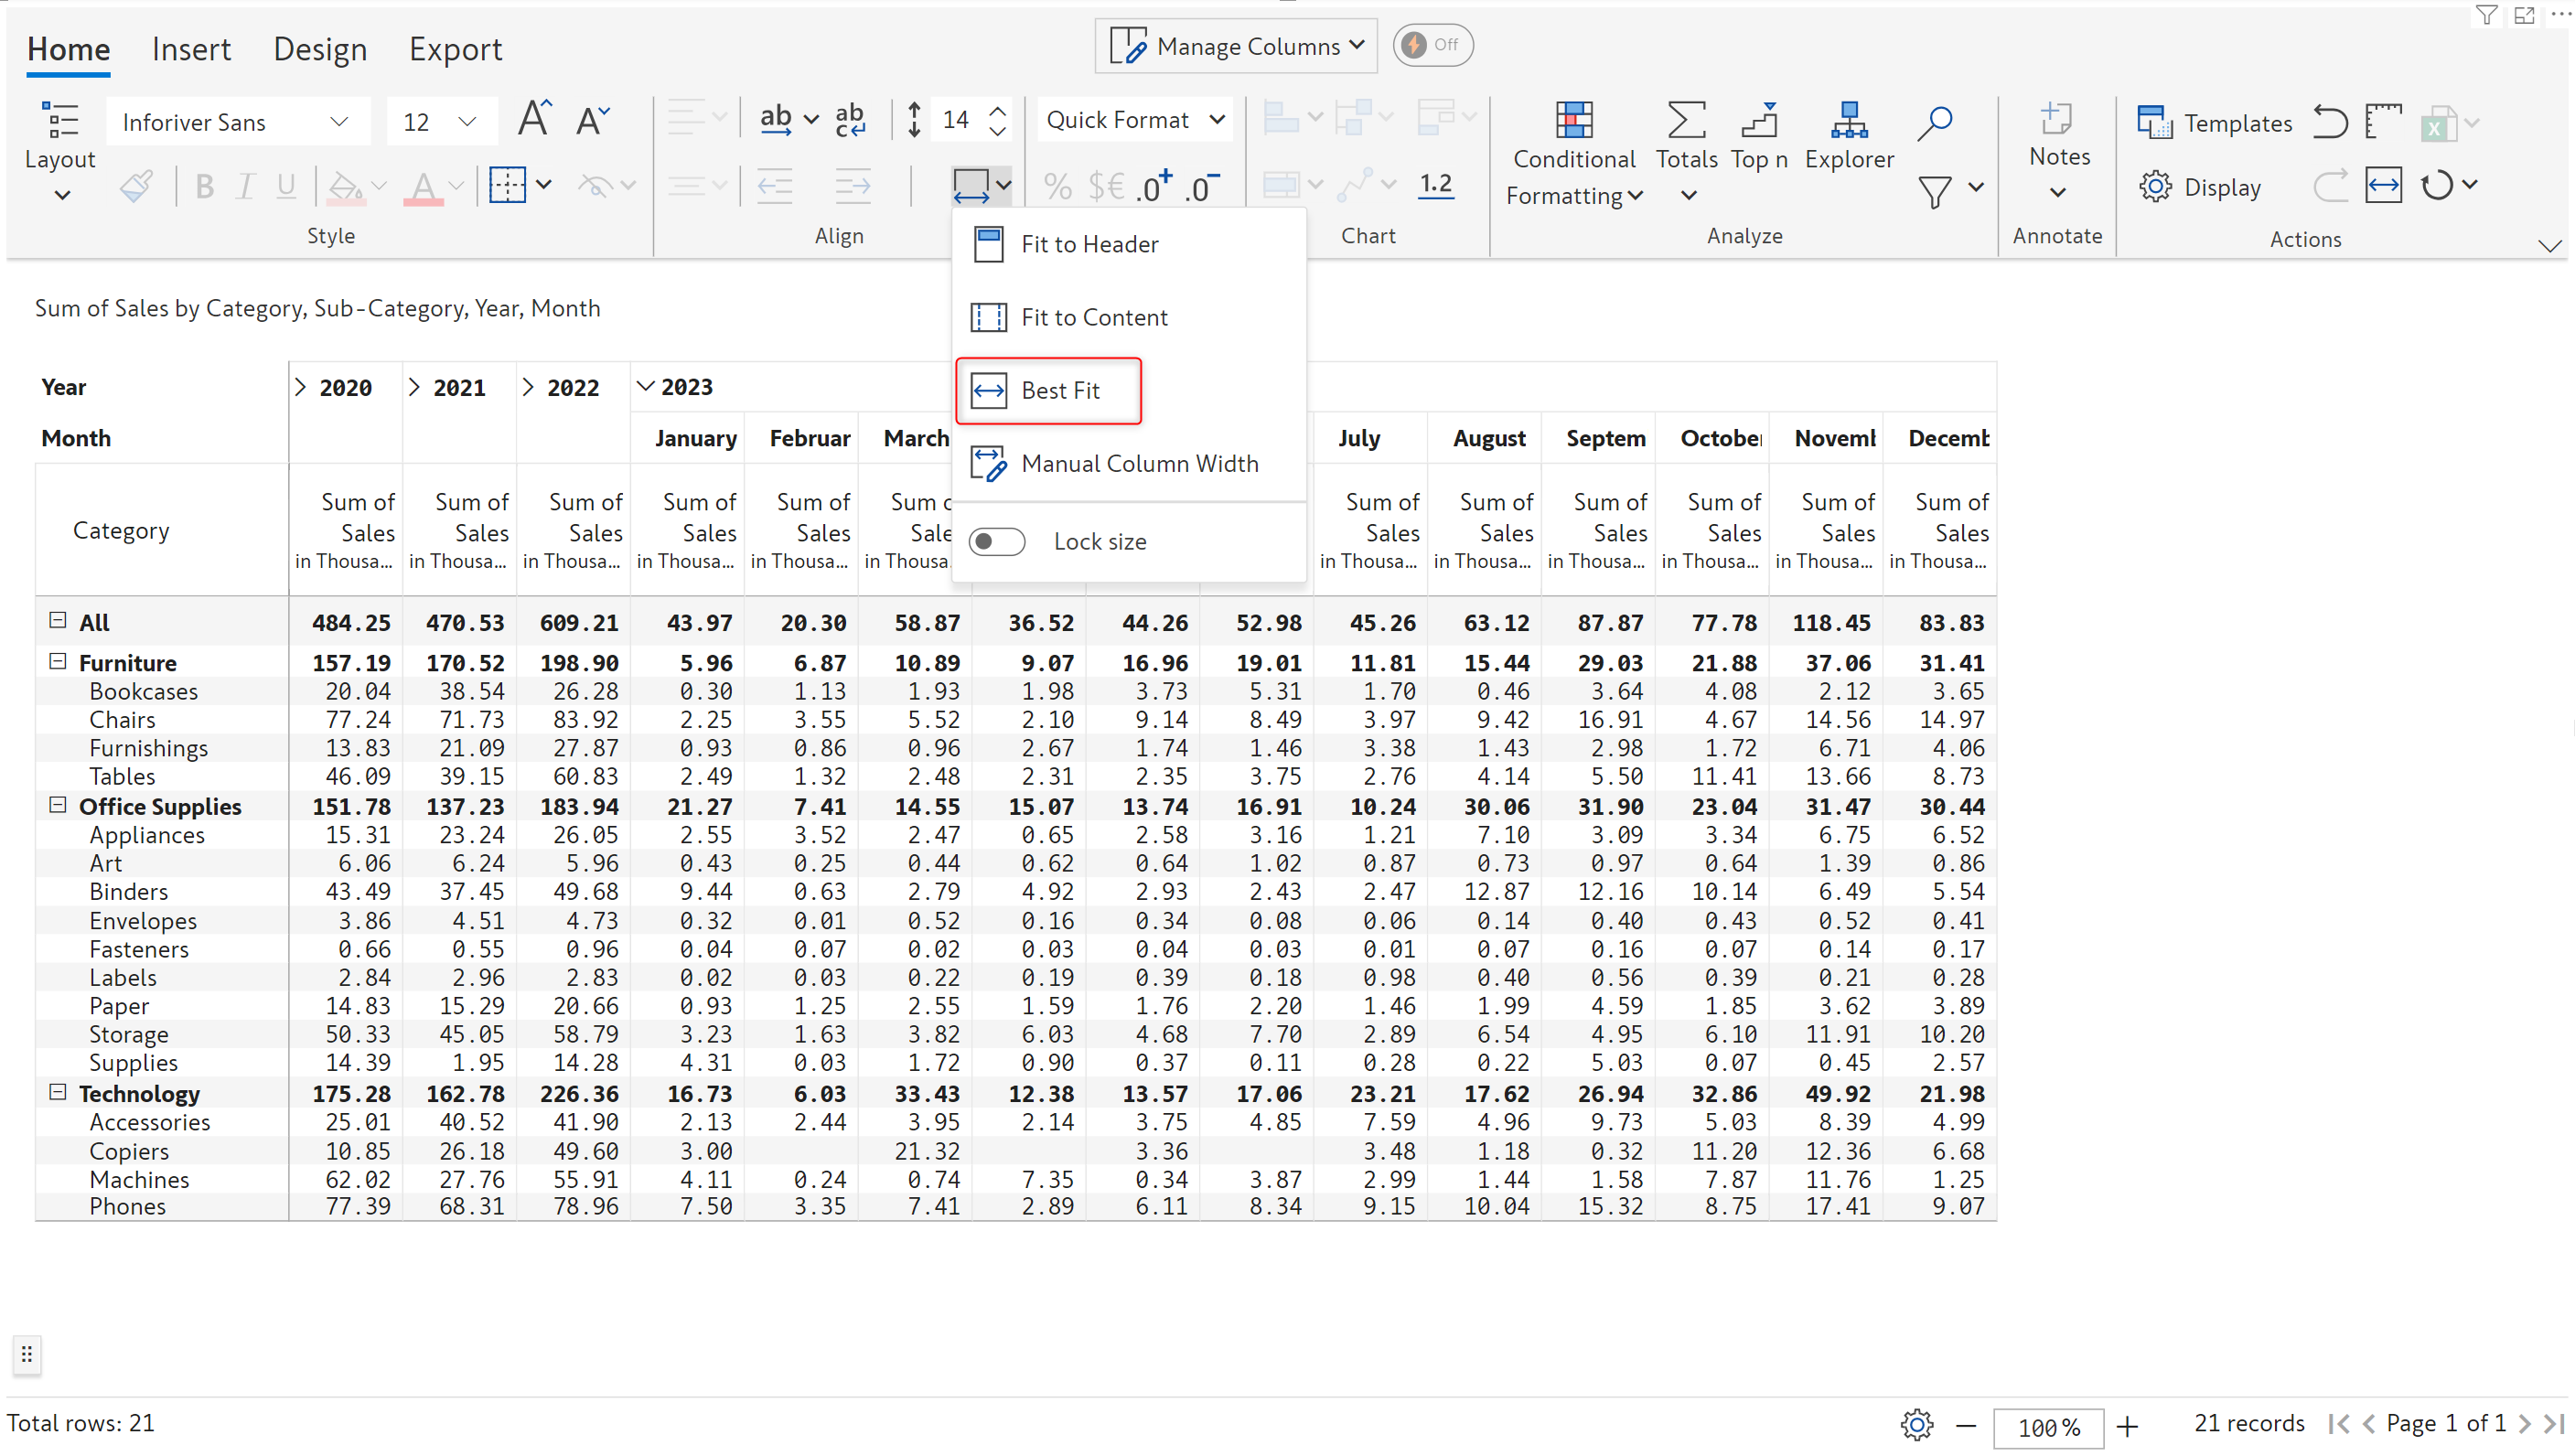 Home Insert Design Export Manage Columns Off
Inforiver Sans 12 ab ab 14 Quick Format
c
Layout Conditional Totals Top n Explorer Notes Templates
B I U A % $€ .0+ .0- 1.2 Formatting Display
Style Align Chart Analyze Annotate Actions
Fit to Header
Fit to Content
Best Fit
Manual Column Width
Lock size
Sum of Sales by Category, Sub-Category, Year, Month
Year 2020 2021 2022 2023
Month January Februar March July August Septem Octobe Novem Decem
Category Sum of Sum of Sum of Sum of Sum of Sum Sum of Sum of Sum of Sum of Sum of Sum of
Sales Sales Sales Sales Sales Sale Sales Sales Sales Sales Sales Sales
in Thousa... in Thousa... in Thousa... in Thousa... in Thousa... in Thousa in Thousa... in Thousa... in Thousa... in Thousa... in Thousa... in Thousa...
All 484.25 470.53 609.21 43.97 20.30 58.87 36.52 44.26 52.98 45.26 63.12 87.87 77.78 118.45 83.83
Furniture 157.19 170.52 198.90 5.96 6.87 10.89 9.07 16.96 19.01 11.81 15.44 29.03 21.88 37.06 31.41
Bookcases 20.04 38.54 26.28 0.30 1.13 1.93 1.98 3.73 5.31 1.70 0.46 3.64 4.08 2.12 3.65
Chairs 77.24 71.73 83.92 2.25 3.55 5.52 2.10 9.14 8.49 3.97 9.42 16.91 4.67 14.56 14.97
Furnishings 13.83 21.09 27.87 0.93 0.86 0.96 2.67 1.74 1.46 3.38 1.43 2.98 1.72 6.71 4.06
Tables 46.09 39.15 60.83 2.49 1.32 2.48 2.31 2.35 3.75 2.76 4.14 5.50 11.41 13.66 8.73
Office Supplies 151.78 137.23 183.94 21.27 7.41 14.55 15.07 13.74 16.91 10.24 30.06 31.90 23.04 31.47 30.44
Appliances 15.31 23.24 26.05 2.55 3.52 2.47 0.65 2.58 3.16 1.21 7.10 3.09 3.34 6.75 6.52
Art 6.06 6.24 5.96 0.43 0.25 0.44 0.62 0.64 1.02 0.87 0.73 0.97 0.64 1.39 0.86
Binders 43.49 37.45 49.68 9.44 0.63 2.79 4.92 2.93 2.43 2.47 12.87 12.16 10.14 6.49 5.54
Envelopes 3.86 4.51 4.73 0.32 0.01 0.52 0.16 0.34 0.08 0.06 0.14 0.40 0.43 0.52 0.41
Fasteners 0.66 0.55 0.96 0.04 0.07 0.02 0.03 0.04 0.03 0.01 0.07 0.16 0.07 0.14 0.17
Labels 2.84 2.96 2.83 0.02 0.03 0.22 0.19 0.39 0.18 0.98 0.40 0.56 0.39 0.21 0.28
Paper 14.83 15.29 20.66 0.93 1.25 2.55 1.59 1.76 2.20 1.46 1.99 4.59 1.85 3.62 3.89
Storage 50.33 45.05 58.79 3.23 1.63 3.82 6.03 4.68 7.70 2.89 6.54 4.95 6.10 11.91 10.20
Supplies 14.39 1.95 14.28 4.31 0.03 1.72 0.90 0.37 0.11 0.28 0.22 5.03 0.07 0.45 2.57
Technology 175.28 162.78 226.36 16.73 6.03 33.43 12.38 13.57 17.06 23.21 17.62 26.94 32.86 49.92 21.98
Accessories 25.01 40.52 41.90 2.13 2.44 3.95 2.14 3.75 4.85 7.59 4.96 9.73 5.03 8.39 4.99
Copiers 10.85 26.18 49.60 3.00 21.32 3.36 3.48 1.18 0.32 11.20 12.36 6.68
Machines 62.02 27.76 55.91 4.11 0.24 0.74 7.35 0.34 3.87 2.99 1.44 1.58 7.87 11.76 1.25
Phones 77.39 68.31 78.96 7.50 3.35 7.41 2.89 6.11 8.34 9.15 10.04 15.32 8.75 17.41 9.07
Total rows: 21 100% 21 records Page 1 of 1